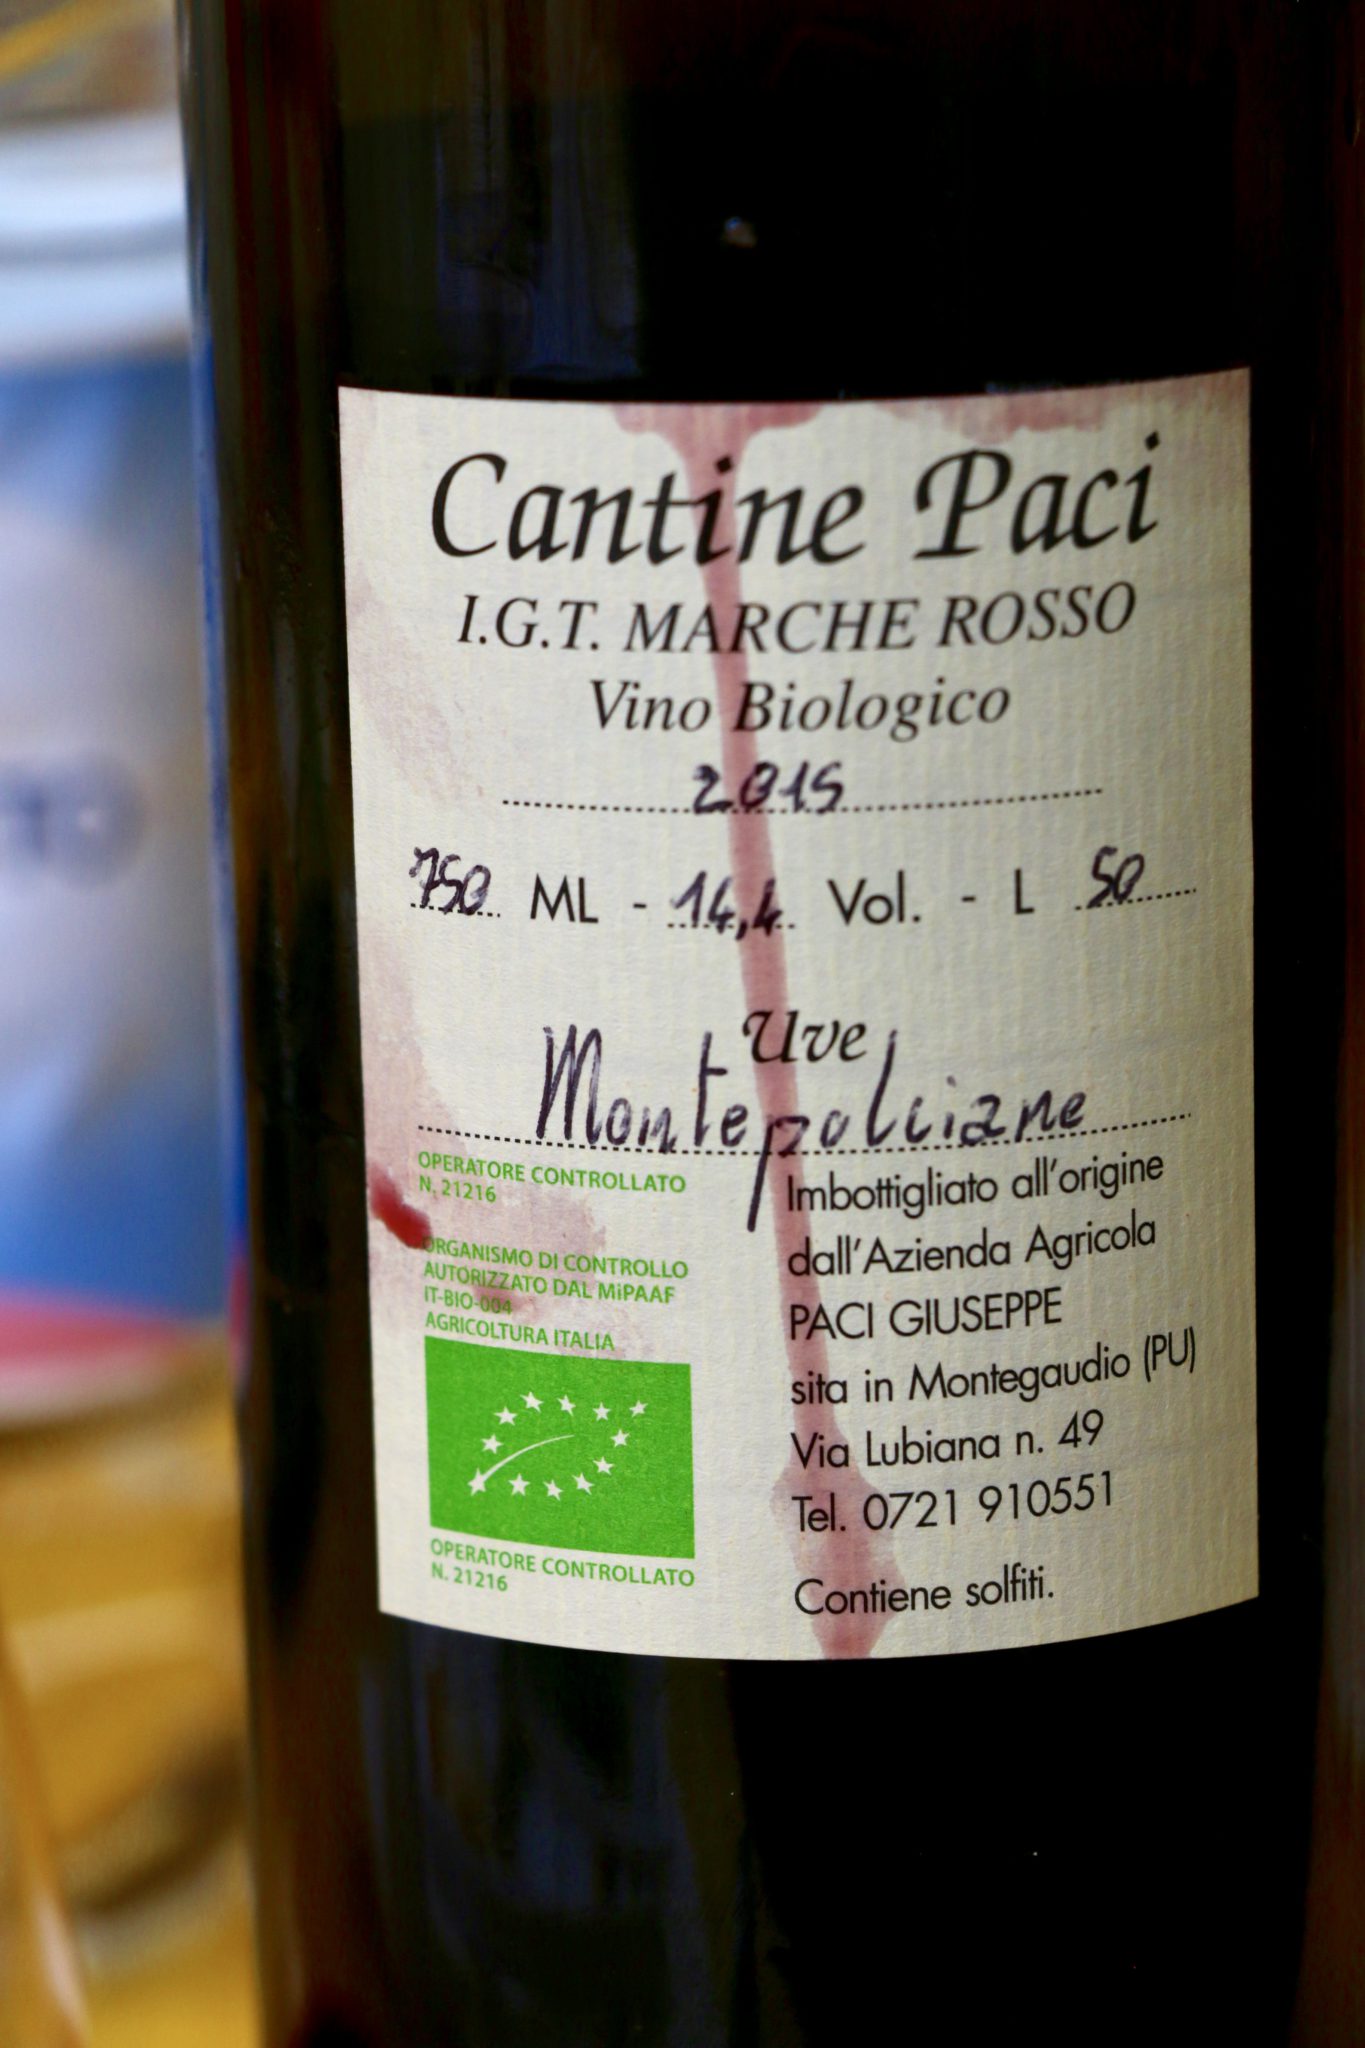 Cantine Paci
I.G.T. MARCHE ROSSO
Vino Biologico
2015
750 ML - 14,4 Vol. - L 50
Uve
Montepolciane
OPERATORE CONTROLLATO
N. 21216
ORGANISMO DI CONTROLLO
AUTORIZZATO DAL MiPAAF
IT-BIO-004
AGRICOLTURA ITALIA
OPERATORE CONTROLLATO
N. 21216
Imbottigliato all'origine
dall'Azienda Agricola
PACI GIUSEPPE
sita in Montegaudio (PU)
Via Lubiana n. 49
Tel. 0721 910551
Contiene solfiti.